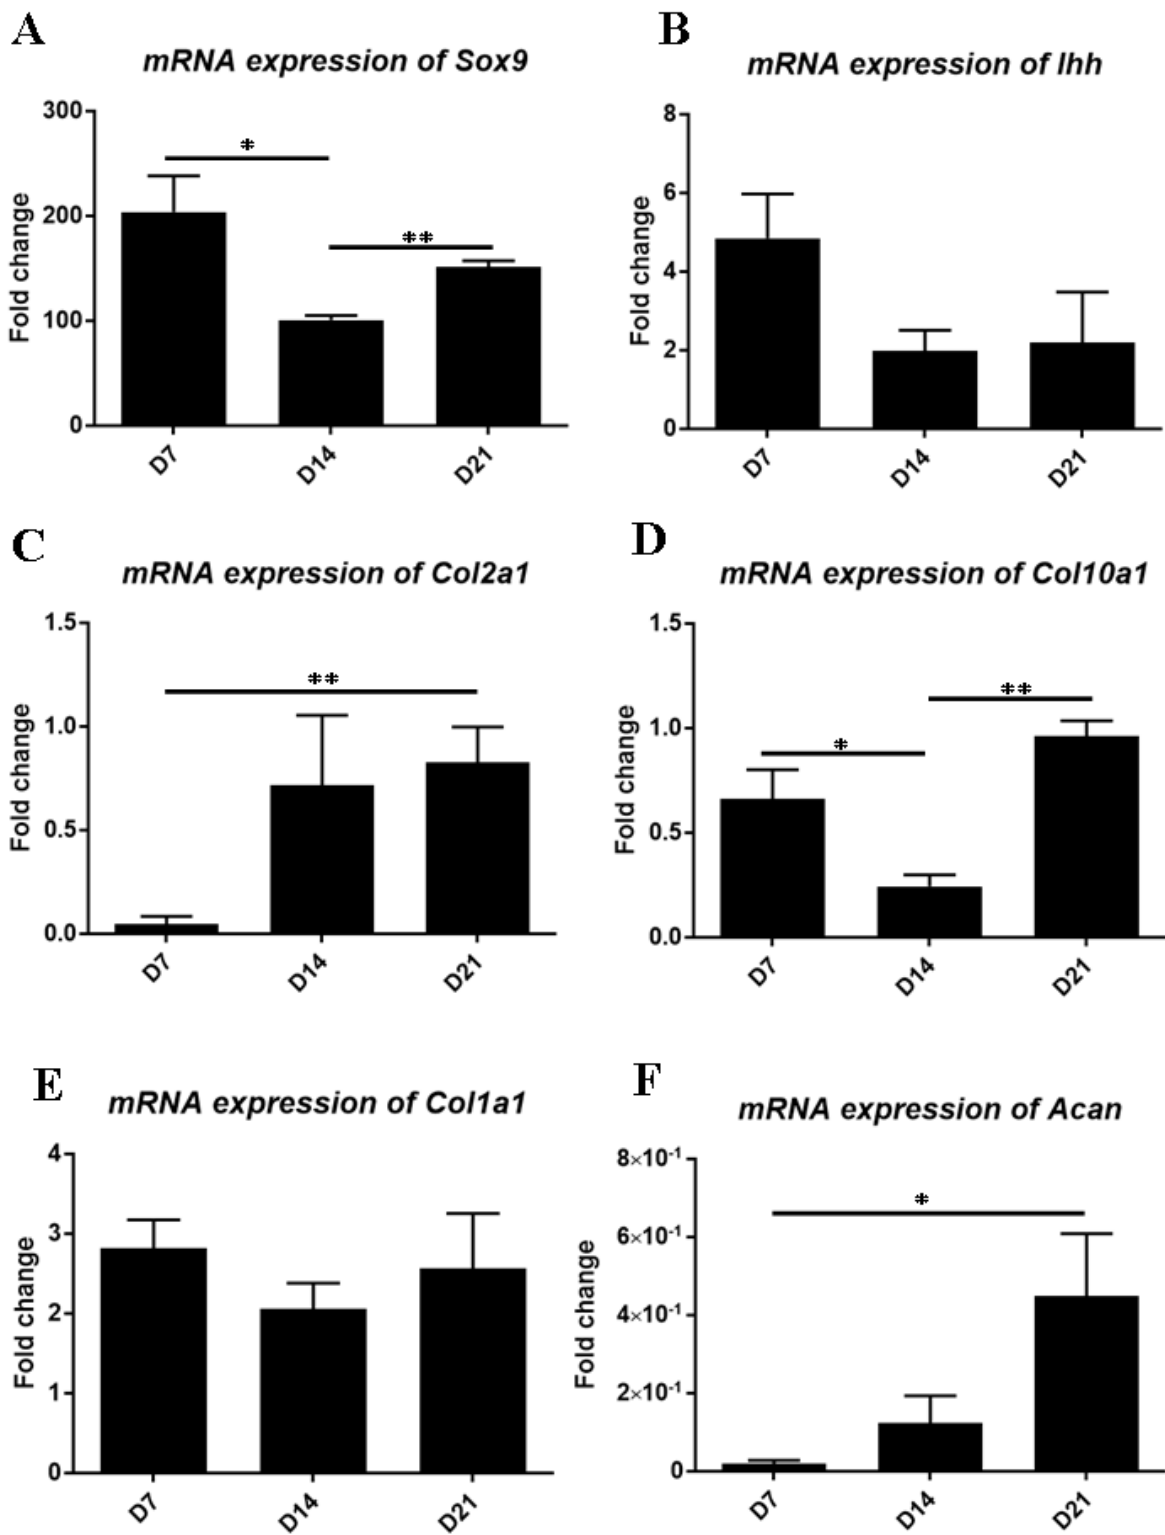 A
mRNA expression of Sox9
300
200
100
0
Fold change
*
**
D7
D14
D21
B
mRNA expression of Ihh
8
6
4
2
0
Fold change
D7
D14
D21
C
mRNA expression of Col2a1
1.5
1.0
0.5
0.0
Fold change
**
D7
D14
D21
D
mRNA expression of Col10a1
1.5
1.0
0.5
0.0
Fold change
*
**
D7
D14
D21
E
mRNA expression of Col1a1
4
3
2
1
0
Fold change
D7
D14
D21
F
mRNA expression of Acan
8×10⁻¹
6×10⁻¹
4×10⁻¹
2×10⁻¹
0
Fold change
*
D7
D14
D21